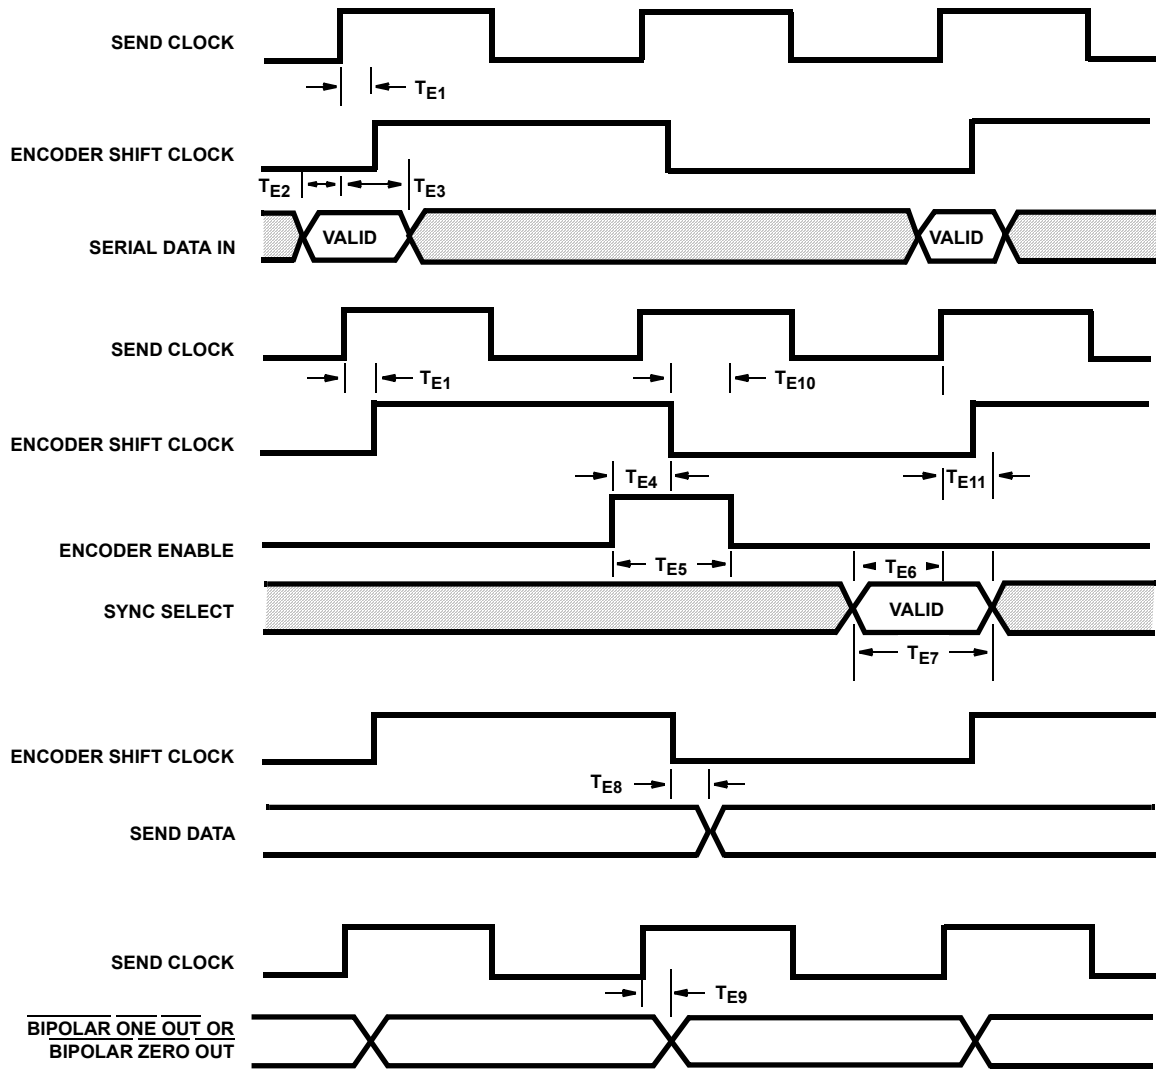 SEND CLOCK
TE1
ENCODER SHIFT CLOCK
TE2
TE3
SERIAL DATA IN
VALID
VALID
SEND CLOCK
TE1
TE10
ENCODER SHIFT CLOCK
TE4
TE11
ENCODER ENABLE
TE5
TE6
SYNC SELECT
VALID
TE7
ENCODER SHIFT CLOCK
TE8
SEND DATA
SEND CLOCK
TE9
BIPOLAR ONE OUT OR
BIPOLAR ZERO OUT